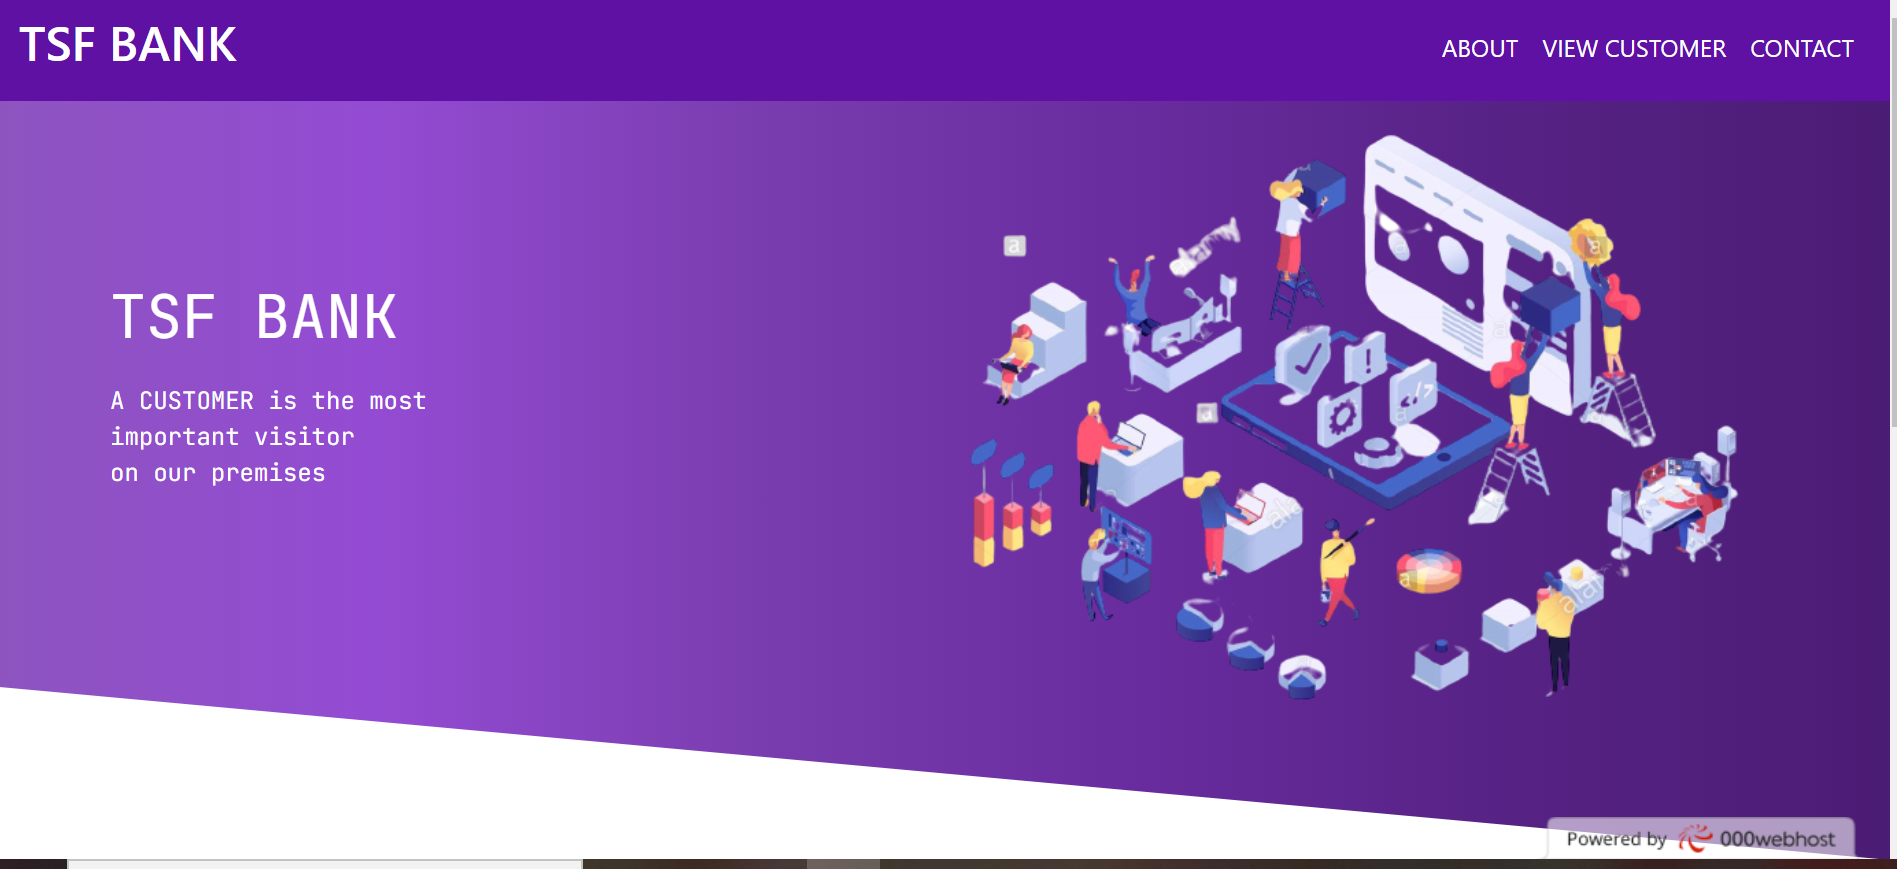 TSF BANK
ABOUT VIEW CUSTOMER CONTACT
TSF BANK
A CUSTOMER is the most
important visitor
on our premises
a
a
a
a
Powered by 000webhost